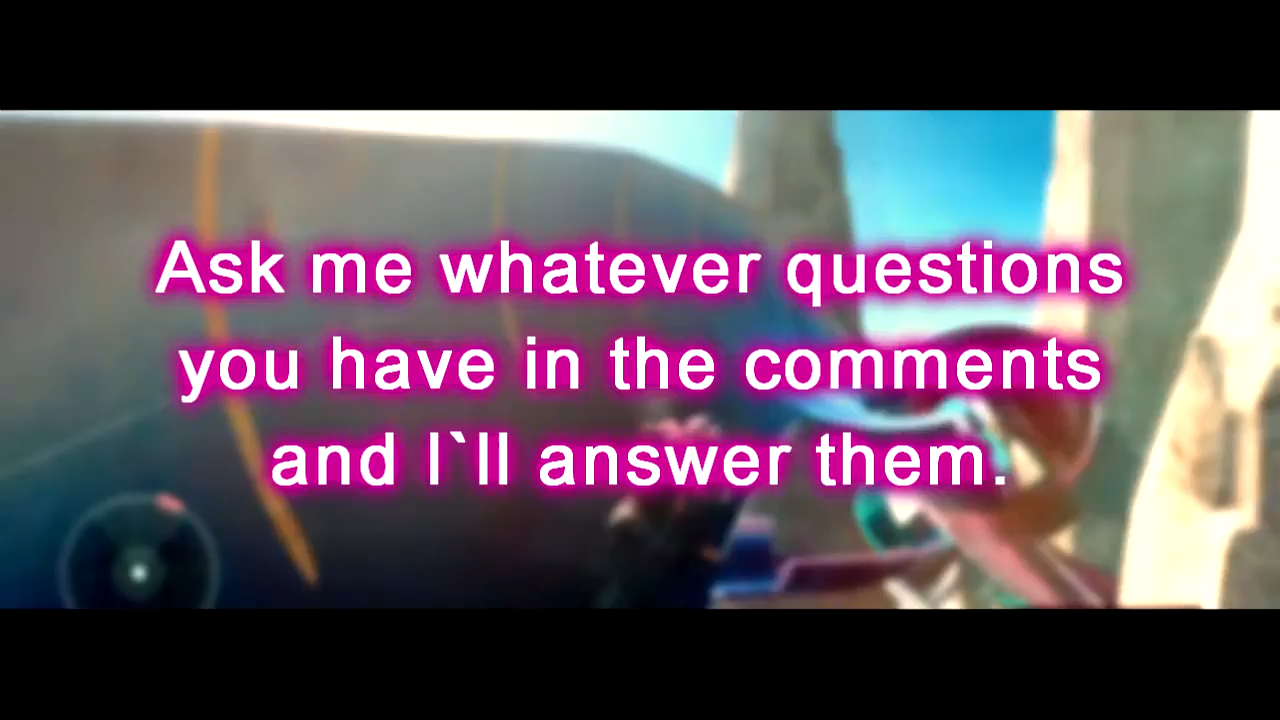 Ask me whatever questions
you have in the comments
and I`ll answer them.